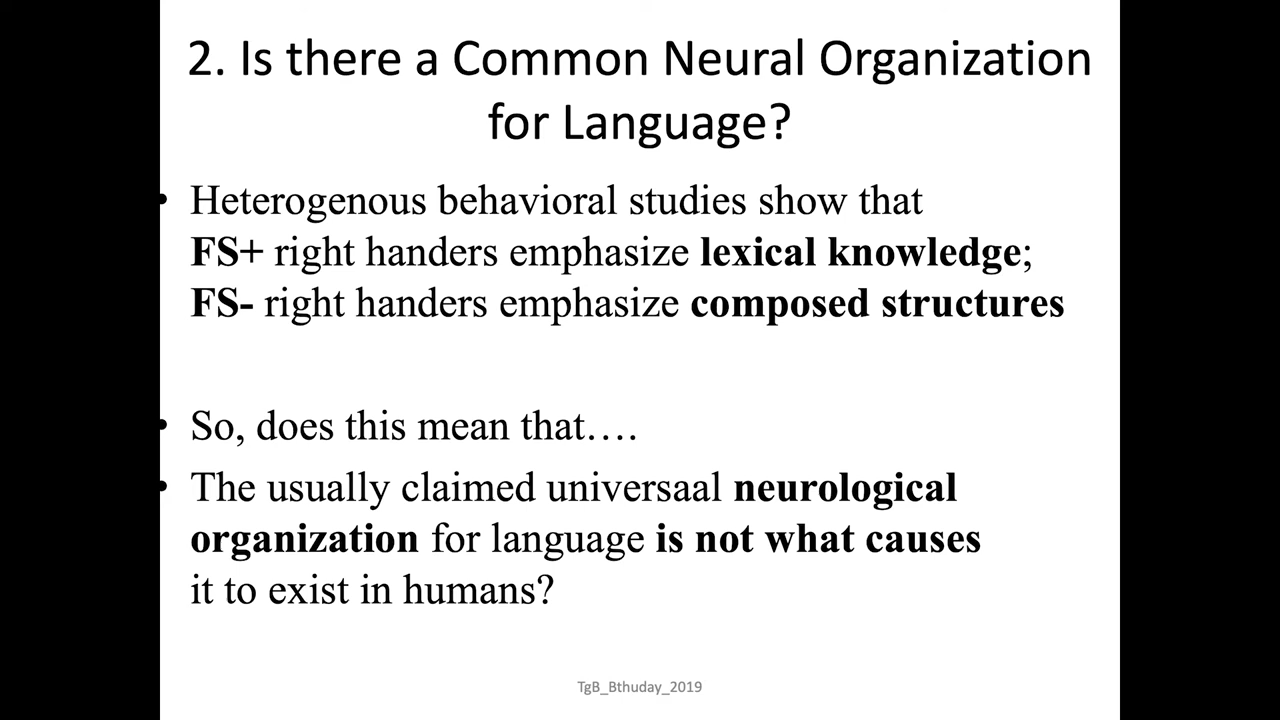 2. Is there a Common Neural Organization
for Language?
• Heterogenous behavioral studies show that
FS+ right handers emphasize lexical knowledge;
FS- right handers emphasize composed structures
• So, does this mean that….
• The usually claimed universaal neurological
organization for language is not what causes
it to exist in humans?
TgB_Bthuday_2019